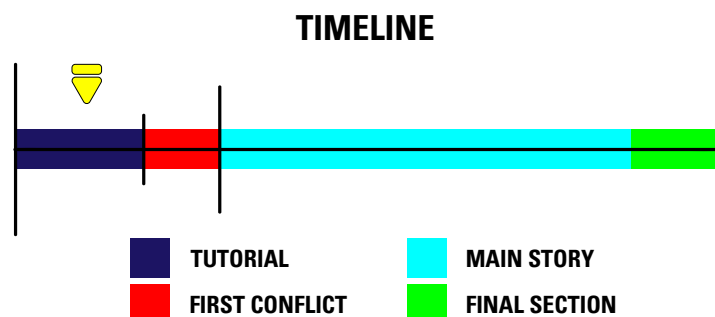 TIMELINE
TUTORIAL
MAIN STORY
FIRST CONFLICT
FINAL SECTION